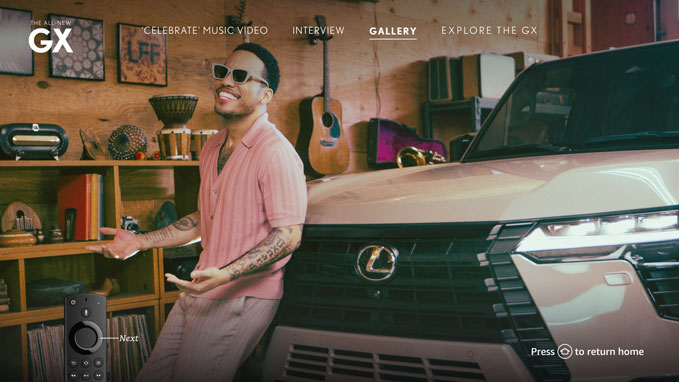 THE ALL-NEW
GX
'CELEBRATE' MUSIC VIDEO
INTERVIEW
GALLERY
EXPLORE THE GX
LFF
Next
Press to return home